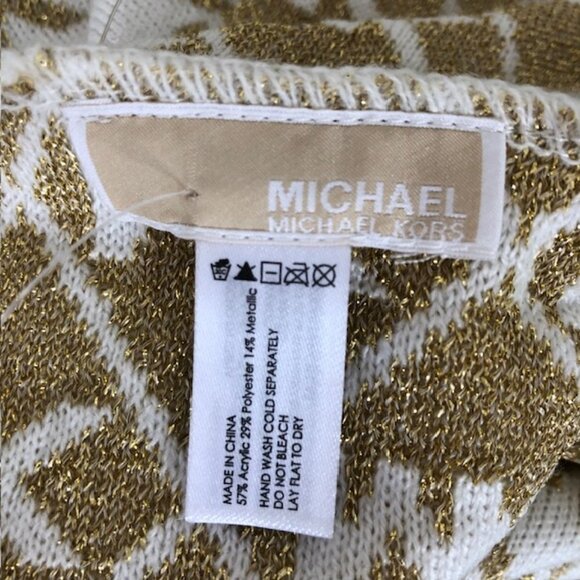 MICHAEL
MICHAEL KORS
MADE IN CHINA
57% Acrylic 29% Polyester 14% Metallic
HAND WASH COLD SEPARATELY
DO NOT BLEACH
LAY FLAT TO DRY